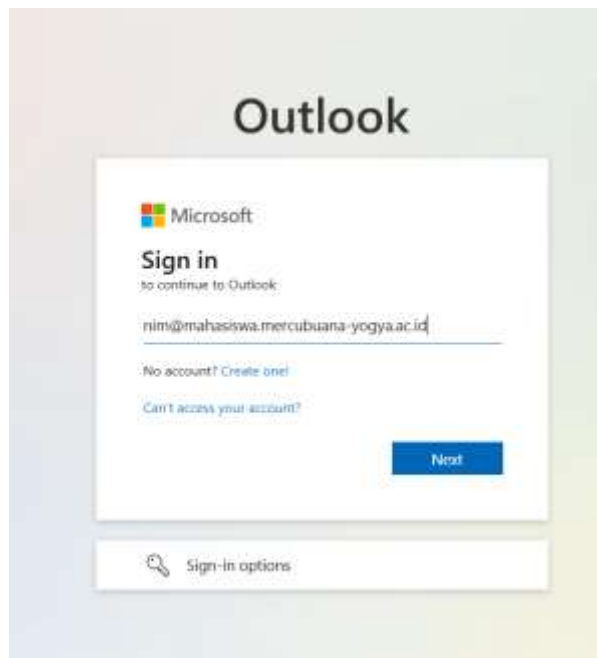 Outlook
Microsoft
Sign in
to continue to Outlook
nim@mahasiswa.mercubuana-yogya.ac.id
No account? Create one!
Can't access your account?
Next
Sign-in options